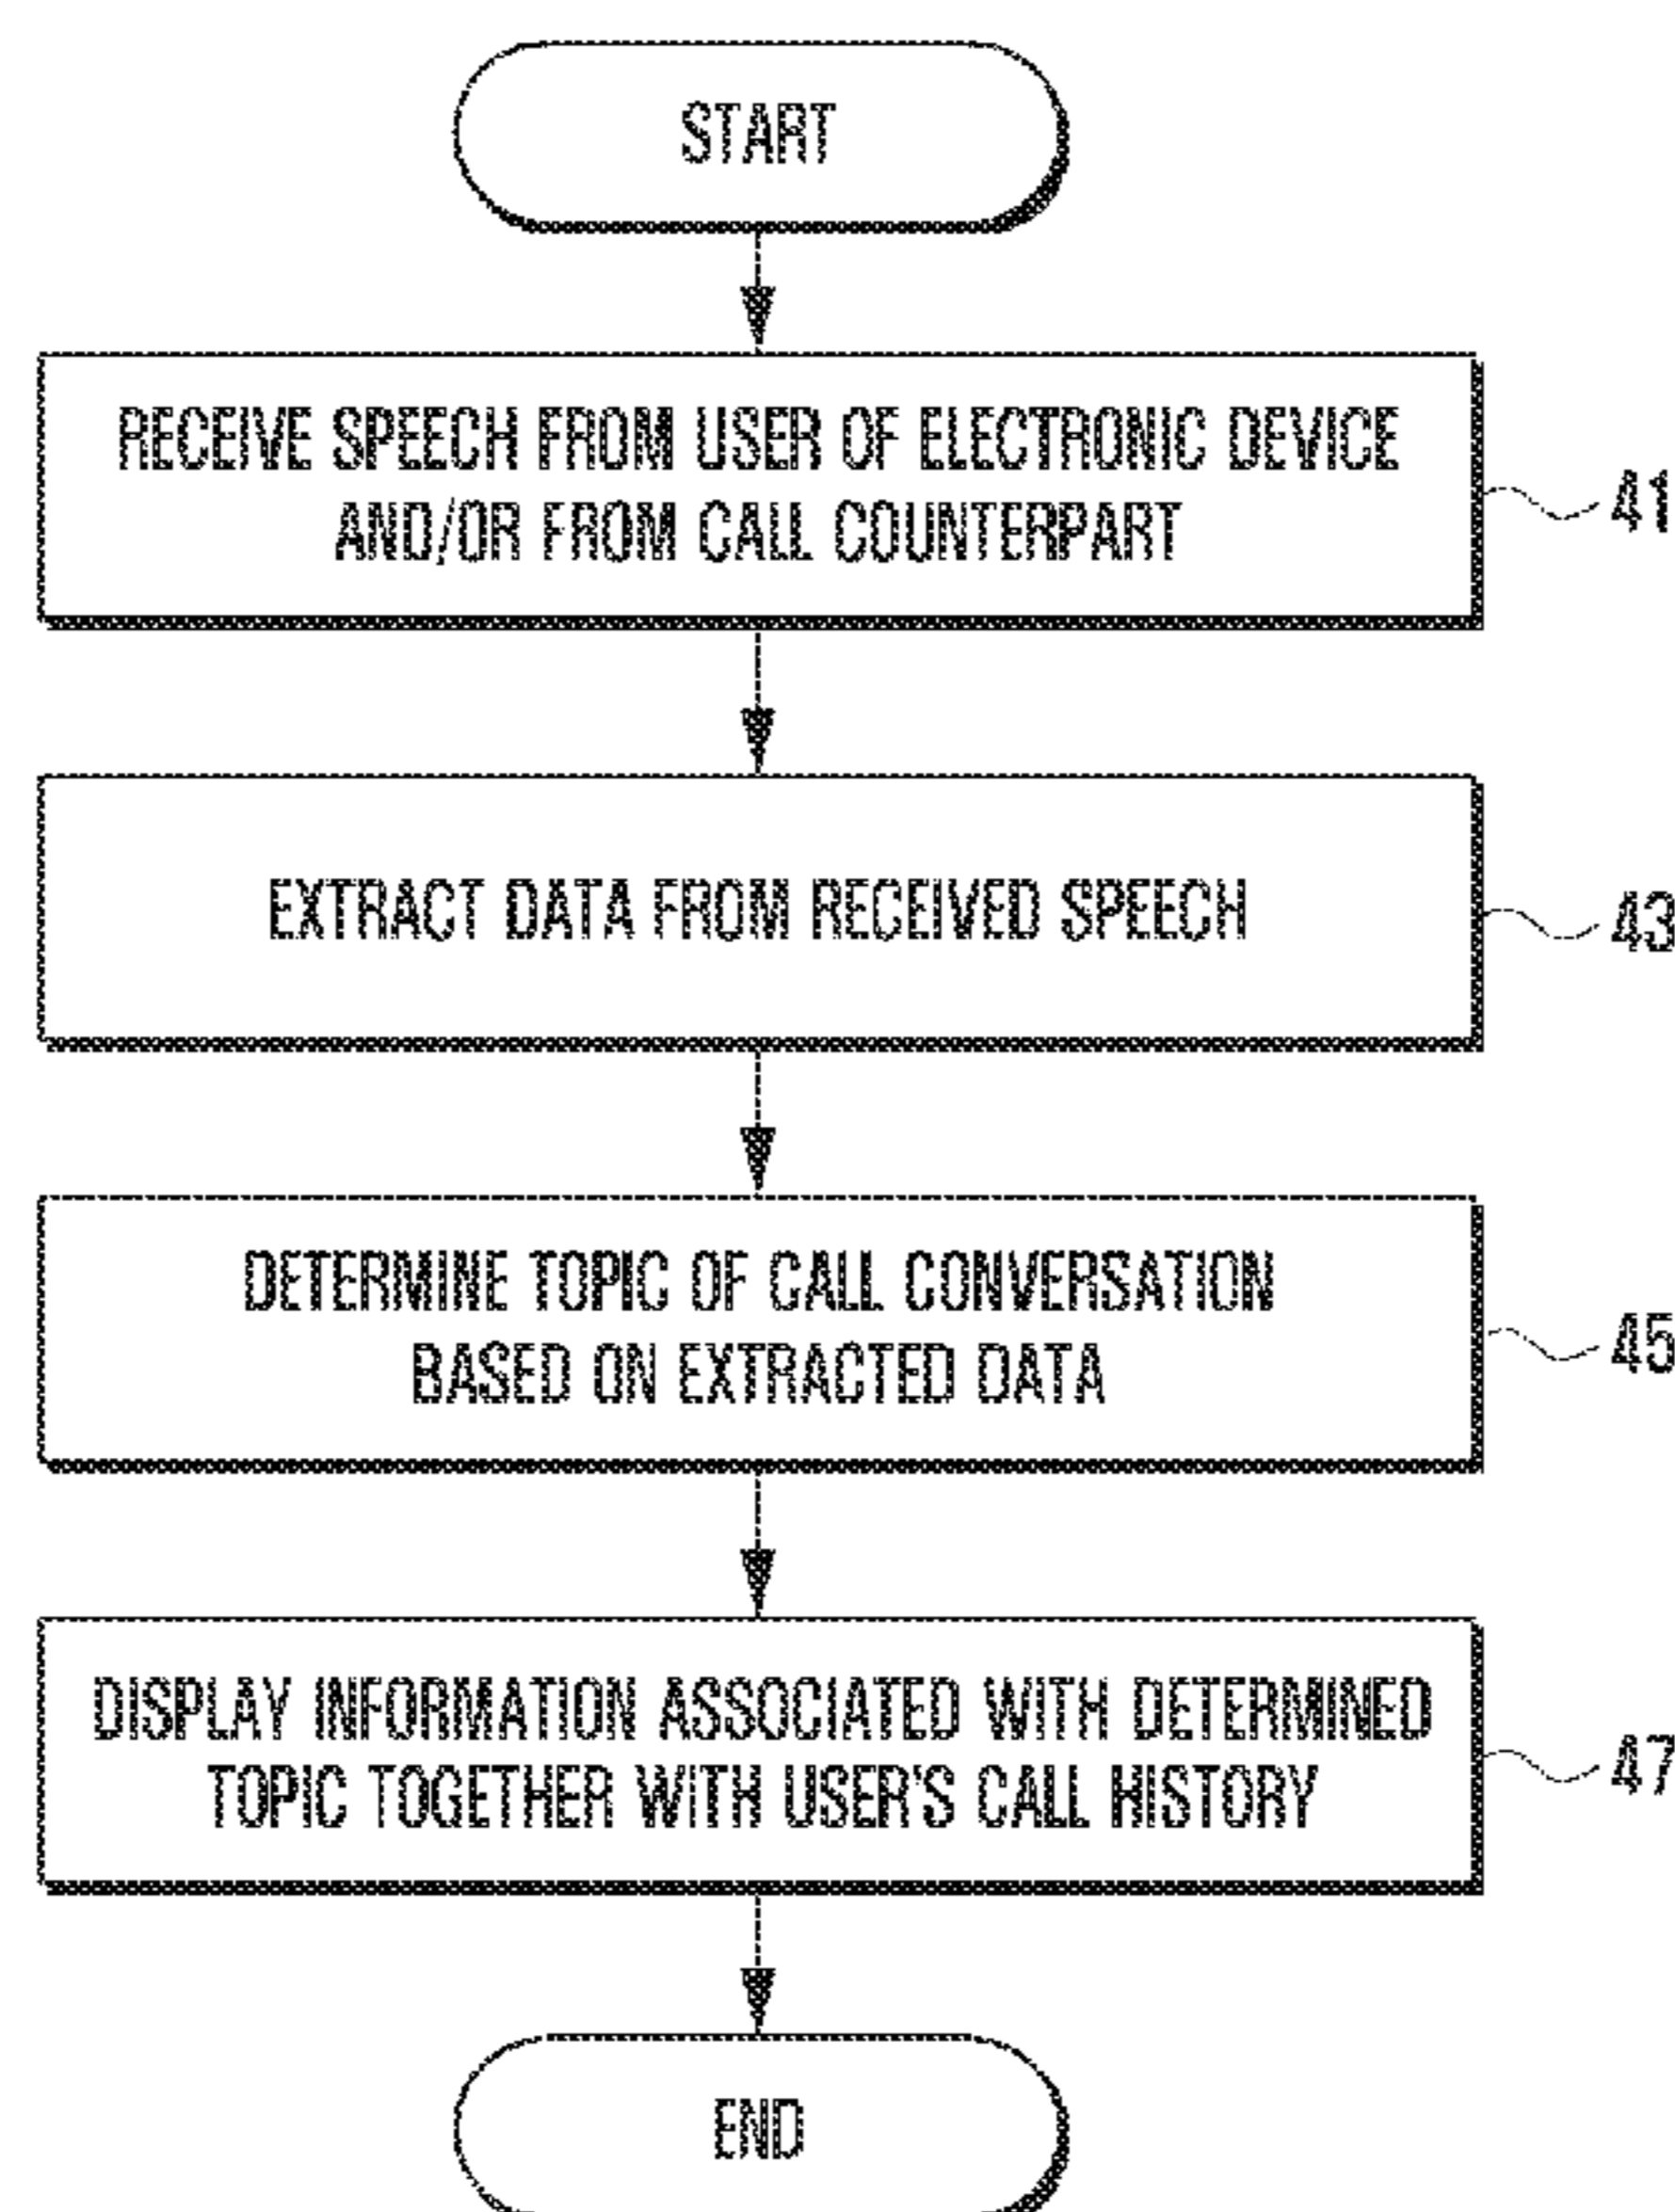 START
RECEIVE SPEECH FROM USER OF ELECTRONIC DEVICE
AND/OR FROM CALL COUNTERPART
41
EXTRACT DATA FROM RECEIVED SPEECH
43
DETERMINE TOPIC OF CALL CONVERSATION
BASED ON EXTRACTED DATA
45
DISPLAY INFORMATION ASSOCIATED WITH DETERMINED
TOPIC TOGETHER WITH USER'S CALL HISTORY
47
END